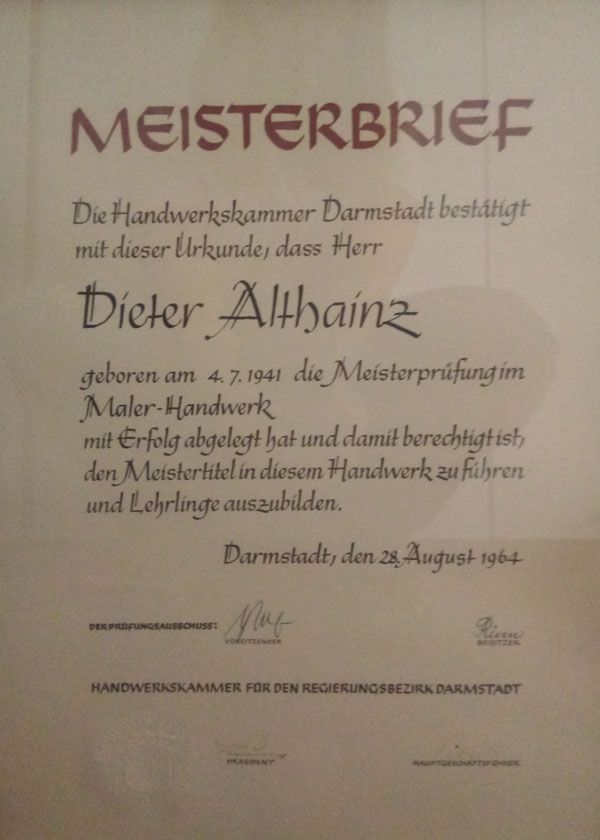 MEISTERBRIEF
Die Handwerkskammer Darmstadt bestätigt
mit dieser Urkunde, dass Herr
Dieter Althainz
geboren am 4.7.1941 die Meisterprüfung im
Maler-Handwerk
mit Erfolg abgelegt hat und damit berechtigt ist,
den Meistertitel in diesem Handwerk zu führen
und Lehrlinge auszubilden.
Darmstadt, den 28. August 1964
DER PRÜFUNGSAUSSCHUSS:
VORSITZENDER BEISITZER
HANDWERKSKAMMER FÜR DEN REGIERUNGSBEZIRK DARMSTADT
PRÄSIDENT HAUPTGESCHÄFTSFÜHRER